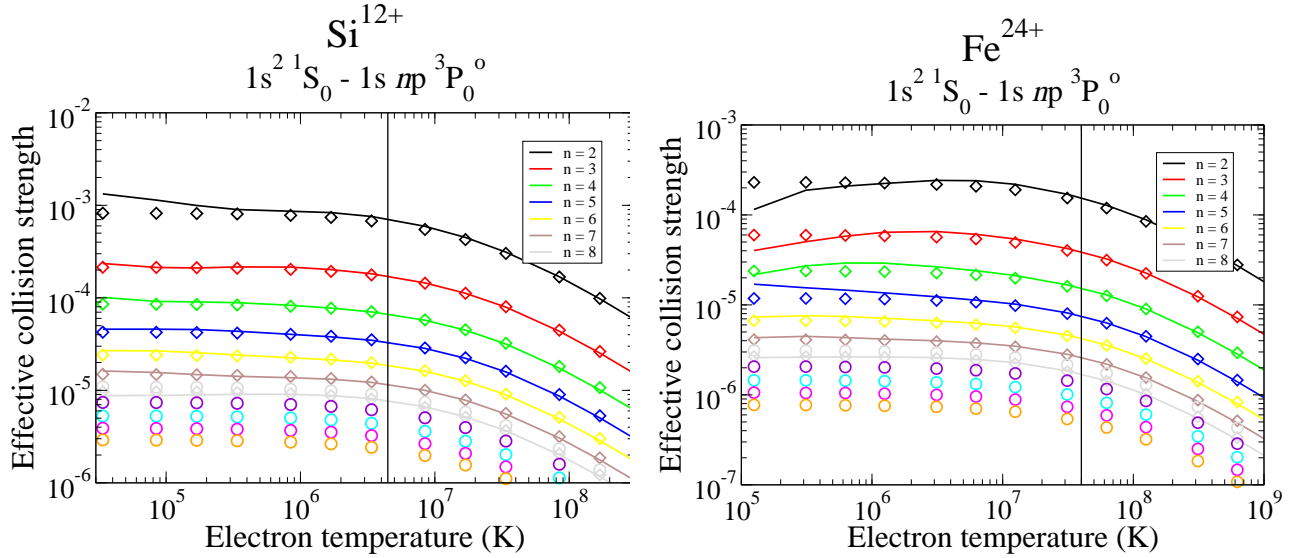 Si¹²⁺
1s² ¹S₀ - 1s np ³P₀ᵒ
Effective collision strength
10⁻²
10⁻³
10⁻⁴
10⁻⁵
10⁻⁶
n = 2
n = 3
n = 4
n = 5
n = 6
n = 7
n = 8
10⁵ 10⁶ 10⁷ 10⁸
Electron temperature (K)
Fe²⁴⁺
1s² ¹S₀ - 1s np ³P₀ᵒ
Effective collision strength
10⁻³
10⁻⁴
10⁻⁵
10⁻⁶
10⁻⁷
n = 2
n = 3
n = 4
n = 5
n = 6
n = 7
n = 8
10⁵ 10⁶ 10⁷ 10⁸ 10⁹
Electron temperature (K)